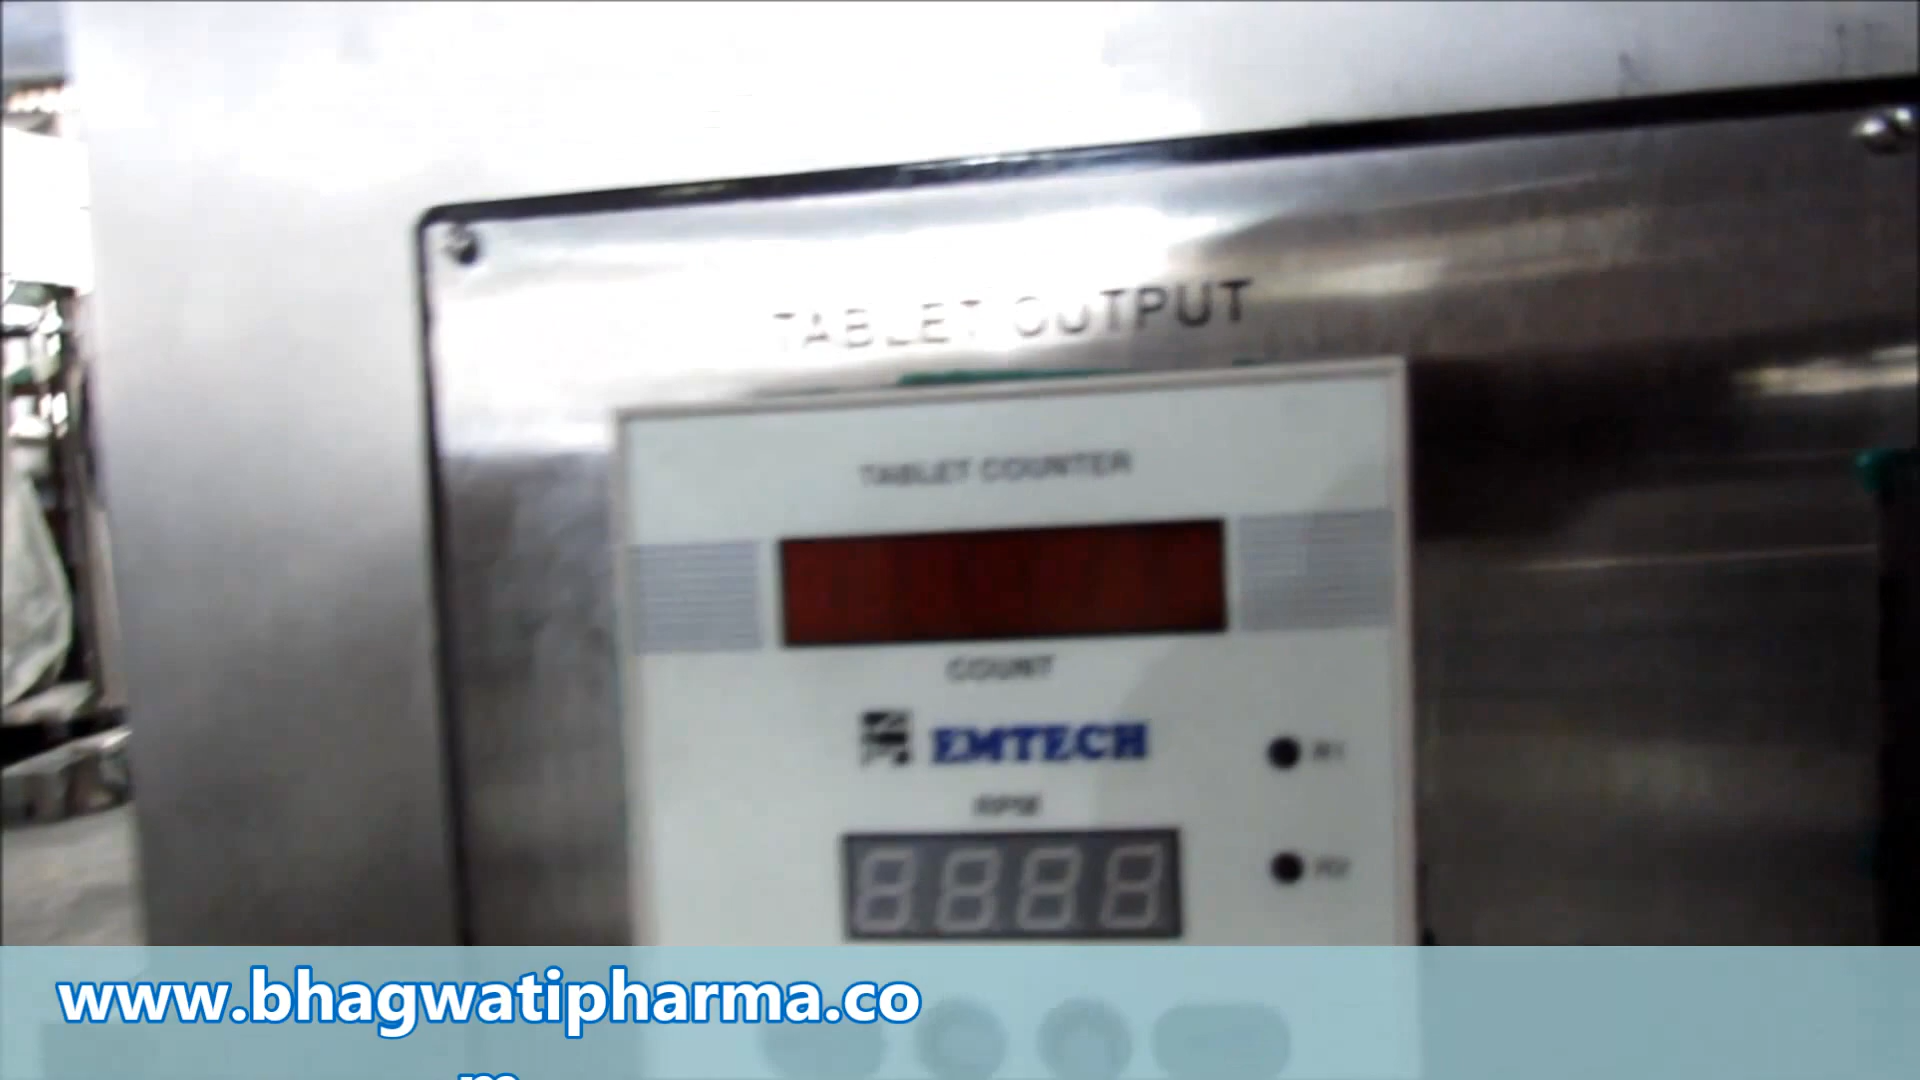 TABLET OUTPUT
TABLET COUNTER
COUNT
EMTECH
RPM
www.bhagwatipharma.co
m